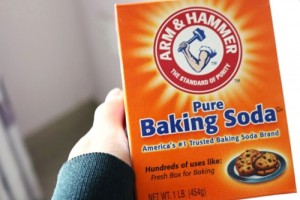 ARM & HAMMER
THE STANDARD OF PURITY
Pure
Baking Soda
America's #1 Trusted Baking Soda Brand
Hundreds of uses like:
Fresh Box for Baking
NET WT. 1 LB. (454g)